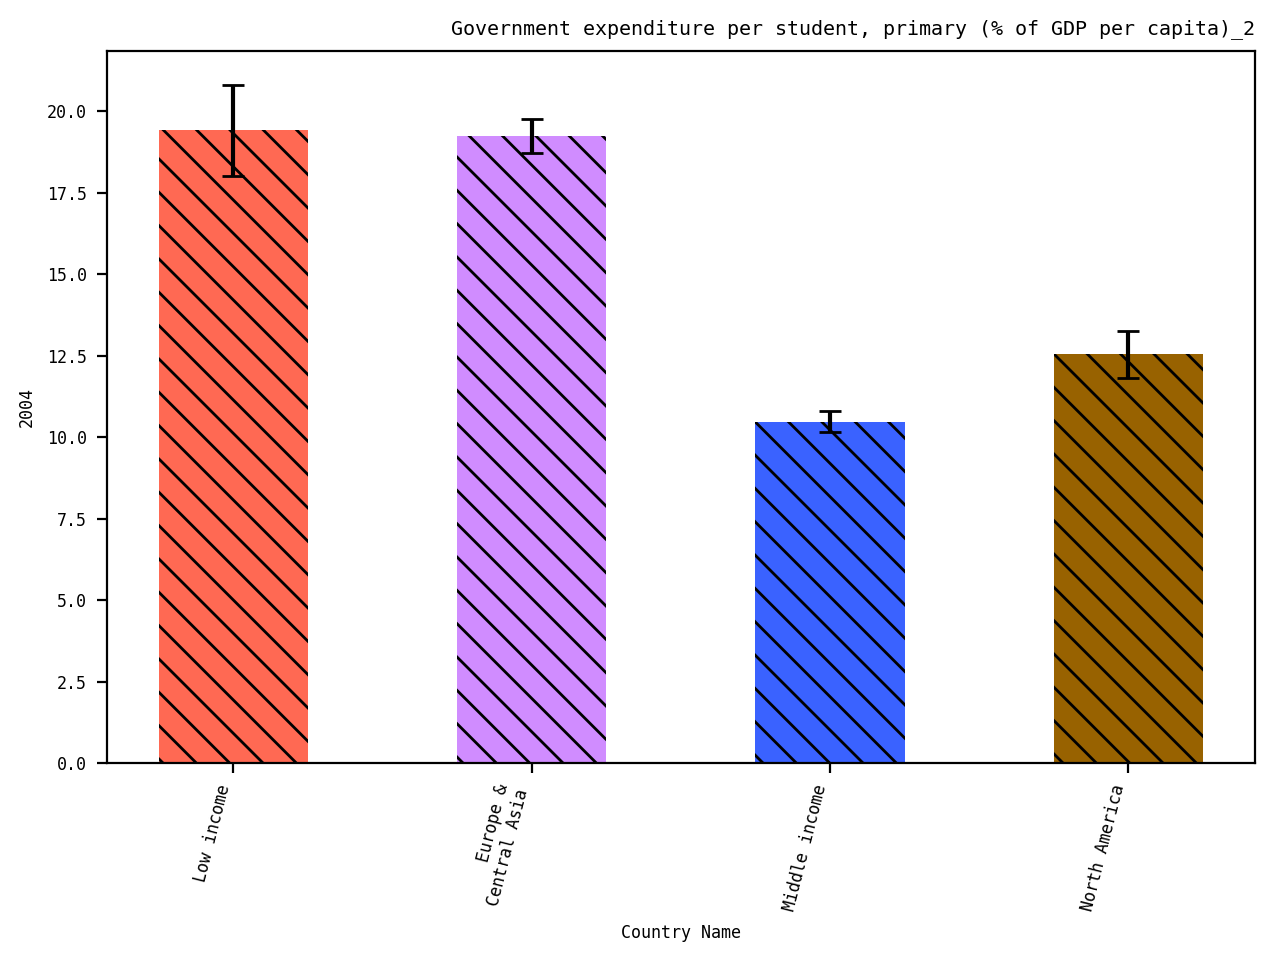 Government expenditure per student, primary (% of GDP per capita)_2
20.0
17.5
15.0
12.5
10.0
7.5
5.0
2.5
0.0
2004
Low income
Europe &
Central Asia
Middle income
North America
Country Name